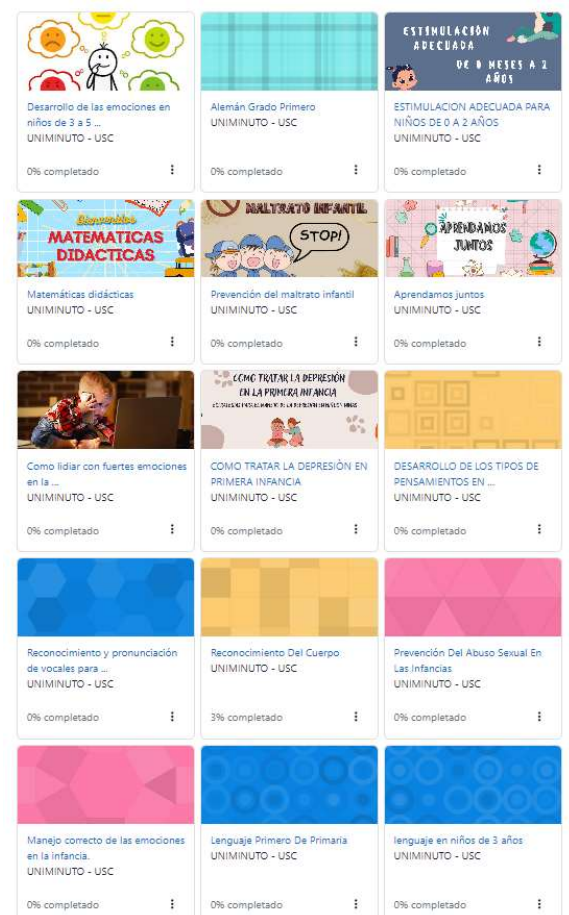 ESTIMULACIÓN
ADECUADA
DE 0 MESES A 2
AÑOS
Desarrollo de las emociones en
niños de 3 a 5 ...
UNIMINUTO - USC
0% completado
Alemán Grado Primero
UNIMINUTO - USC
0% completado
ESTIMULACION ADECUADA PARA
NIÑOS DE 0 A 2 AÑOS
UNIMINUTO - USC
0% completado
Bienvenidos
MATEMATICAS
DIDACTICAS
MALTRATO INFANTIL
STOP!
APRENDAMOS
JUNTOS
Matemáticas didácticas
UNIMINUTO - USC
0% completado
Prevención del maltrato infantil
UNIMINUTO - USC
0% completado
Aprendamos juntos
UNIMINUTO - USC
0% completado
COMO TRATAR LA DEPRESIÓN
EN LA PRIMERA INFANCIA
Como lidiar con fuertes emociones
en la ...
UNIMINUTO - USC
0% completado
COMO TRATAR LA DEPRESIÓN EN
PRIMERA INFANCIA
UNIMINUTO - USC
0% completado
DESARROLLO DE LOS TIPOS DE
PENSAMIENTOS EN ...
UNIMINUTO - USC
0% completado
Reconocimiento y pronunciación
de vocales para ...
UNIMINUTO - USC
0% completado
Reconocimiento Del Cuerpo
UNIMINUTO - USC
3% completado
Prevención Del Abuso Sexual En
Las Infancias
UNIMINUTO - USC
0% completado
Manejo correcto de las emociones
en la infancia.
UNIMINUTO - USC
0% completado
Lenguaje Primero De Primaria
UNIMINUTO - USC
0% completado
lenguaje en niños de 3 años
UNIMINUTO - USC
0% completado